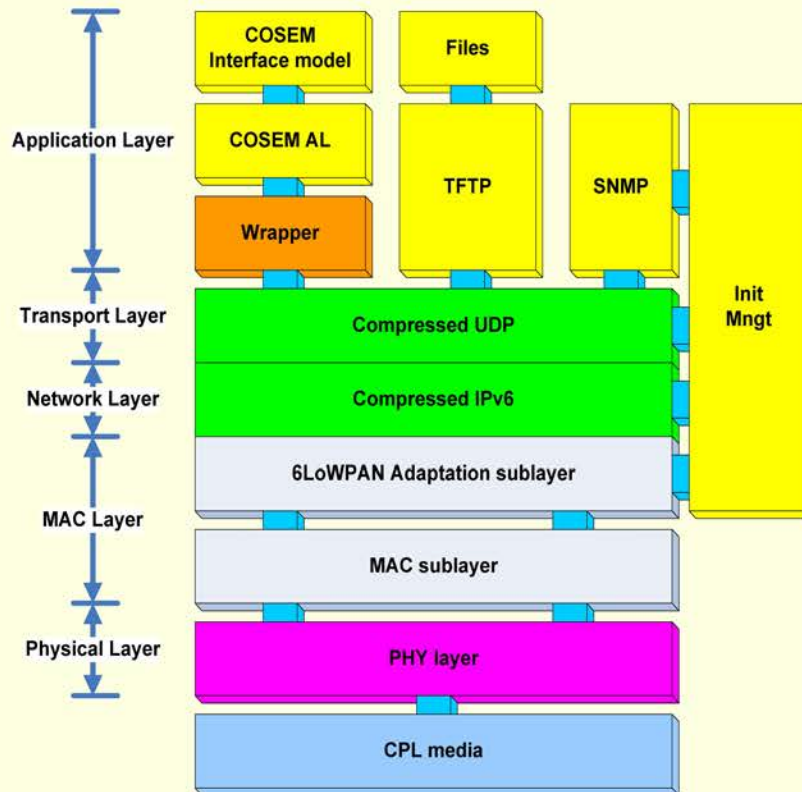 COSEM
Interface model
Files
Application Layer
COSEM AL
TFTP
SNMP
Wrapper
Init
Mngt
Transport Layer
Compressed UDP
Network Layer
Compressed IPv6
6LoWPAN Adaptation sublayer
MAC Layer
MAC sublayer
Physical Layer
PHY layer
CPL media